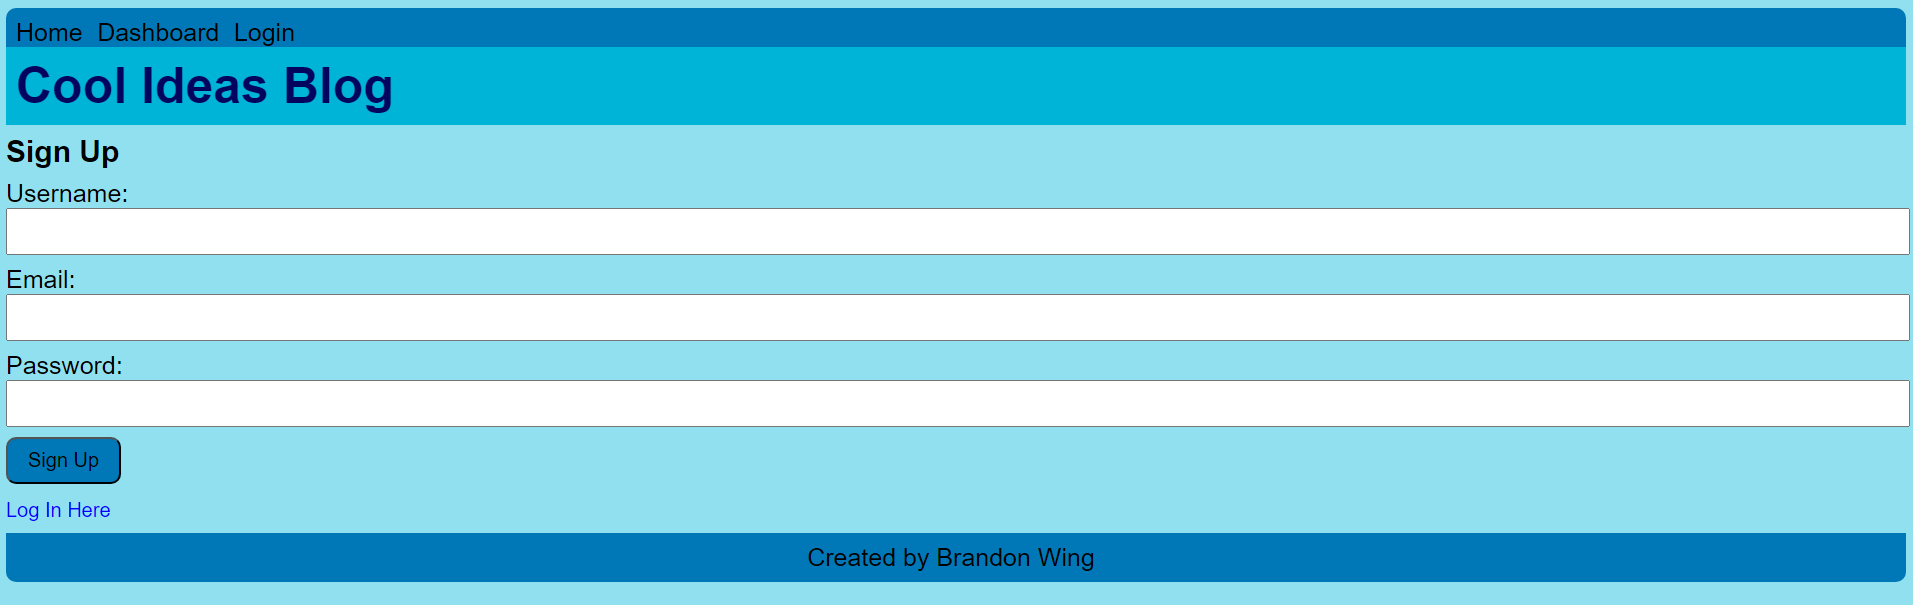 Home Dashboard Login
Cool Ideas Blog
Sign Up
Username:
Email:
Password:
Sign Up
Log In Here
Created by Brandon Wing